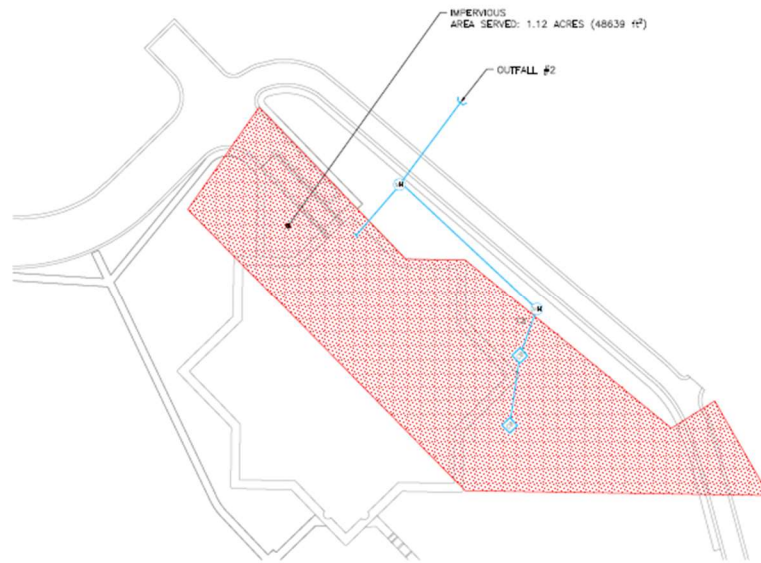 IMPERVIOUS
AREA SERVED: 1.12 ACRES (48639 ft²)
OUTFALL #2